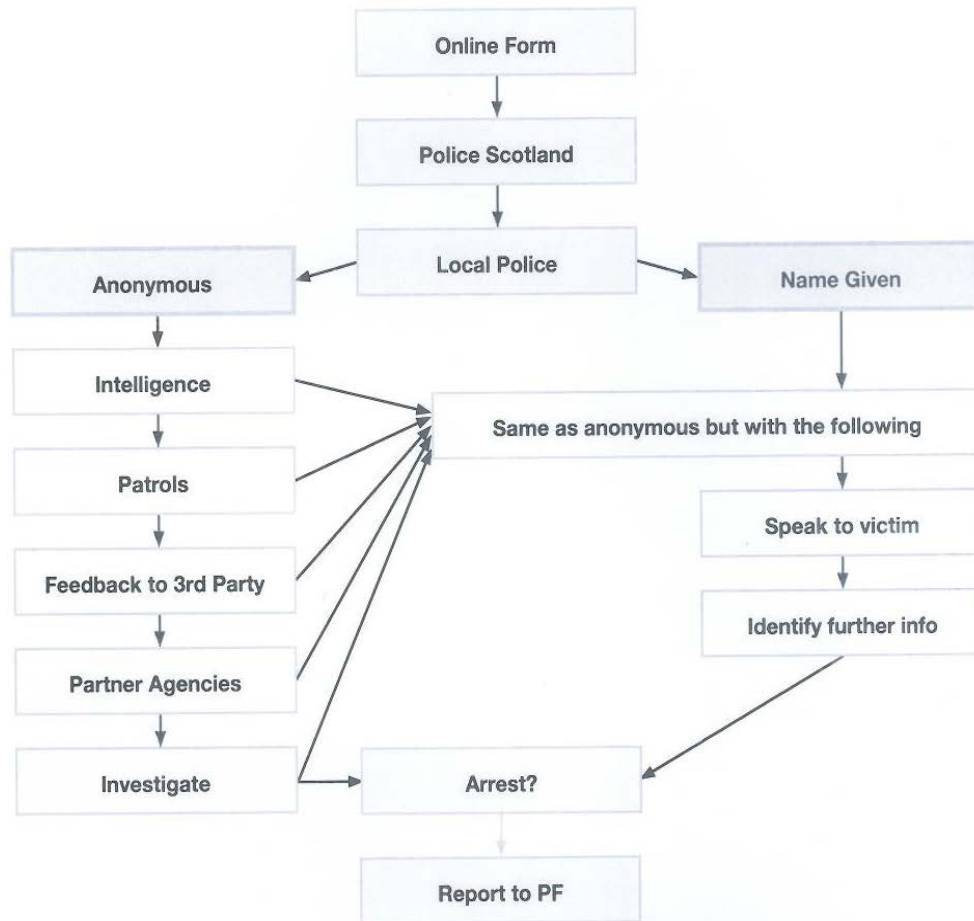 Online Form
Police Scotland
Local Police
Anonymous
Name Given
Intelligence
Same as anonymous but with the following
Patrols
Speak to victim
Feedback to 3rd Party
Identify further info
Partner Agencies
Investigate
Arrest?
Report to PF